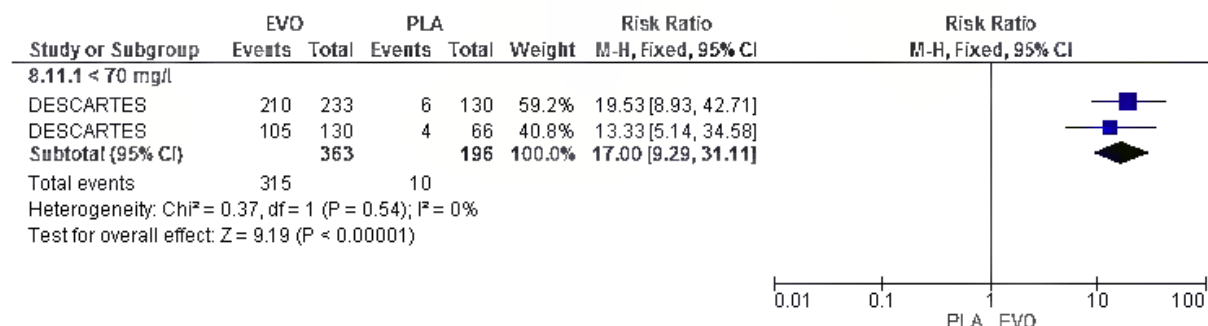 EVO PLA Risk Ratio Risk Ratio
Study or Subgroup Events Total Events Total Weight M-H, Fixed, 95% CI M-H, Fixed, 95% CI
8.11.1 < 70 mg/l
DESCARTES 210 233 6 130 59.2% 19.53 [8.93, 42.71]
DESCARTES 105 130 4 66 40.8% 13.33 [5.14, 34.58]
Subtotal (95% CI) 363 196 100.0% 17.00 [9.29, 31.11]
Total events 315 10
Heterogeneity: Chi² = 0.37, df = 1 (P = 0.54); I² = 0%
Test for overall effect: Z = 9.19 (P < 0.00001)
0.01 0.1 1 10 100
PLA EVO